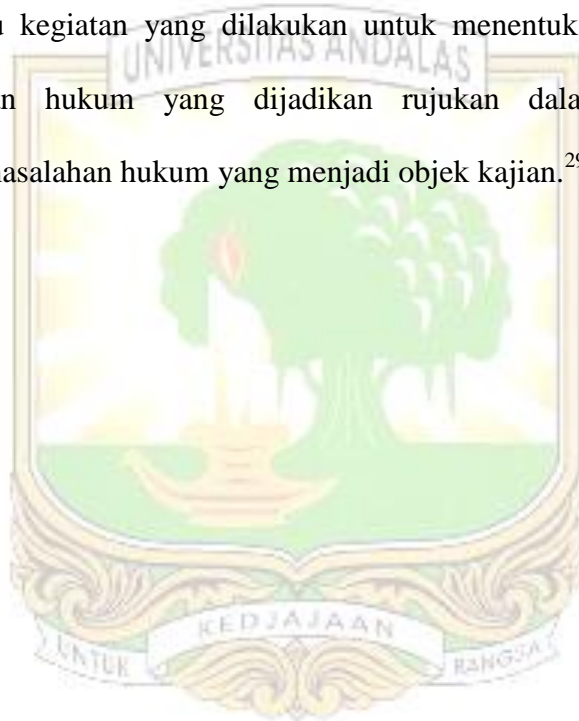 kegiatan yang dilakukan untuk menentuk
UNIVERSITAS ANDALAS
hukum yang dijadikan rujukan dala
asalahan hukum yang menjadi objek kajian.29
UNTUK KEDJAJAAN BANGSA